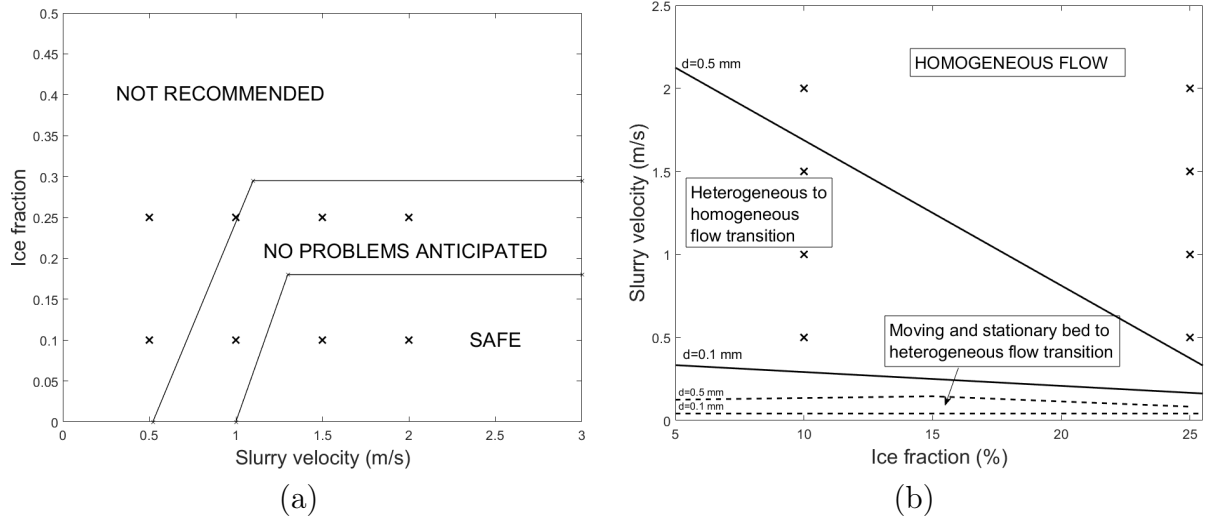 0.5
0.45
0.4
0.35
0.3
0.25
0.2
0.15
0.1
0.05
0
Ice fraction
NOT RECOMMENDED
NO PROBLEMS ANTICIPATED
SAFE
0 0.5 1 1.5 2 2.5 3
Slurry velocity (m/s)
(a)
2.5
2
1.5
1
0.5
0
Slurry velocity (m/s)
d=0.5 mm
HOMOGENEOUS FLOW
Heterogeneous to
homogeneous
flow transition
Moving and stationary bed to
heterogeneous flow transition
d=0.1 mm
d=0.5 mm
d=0.1 mm
5 10 15 20 25
Ice fraction (%)
(b)